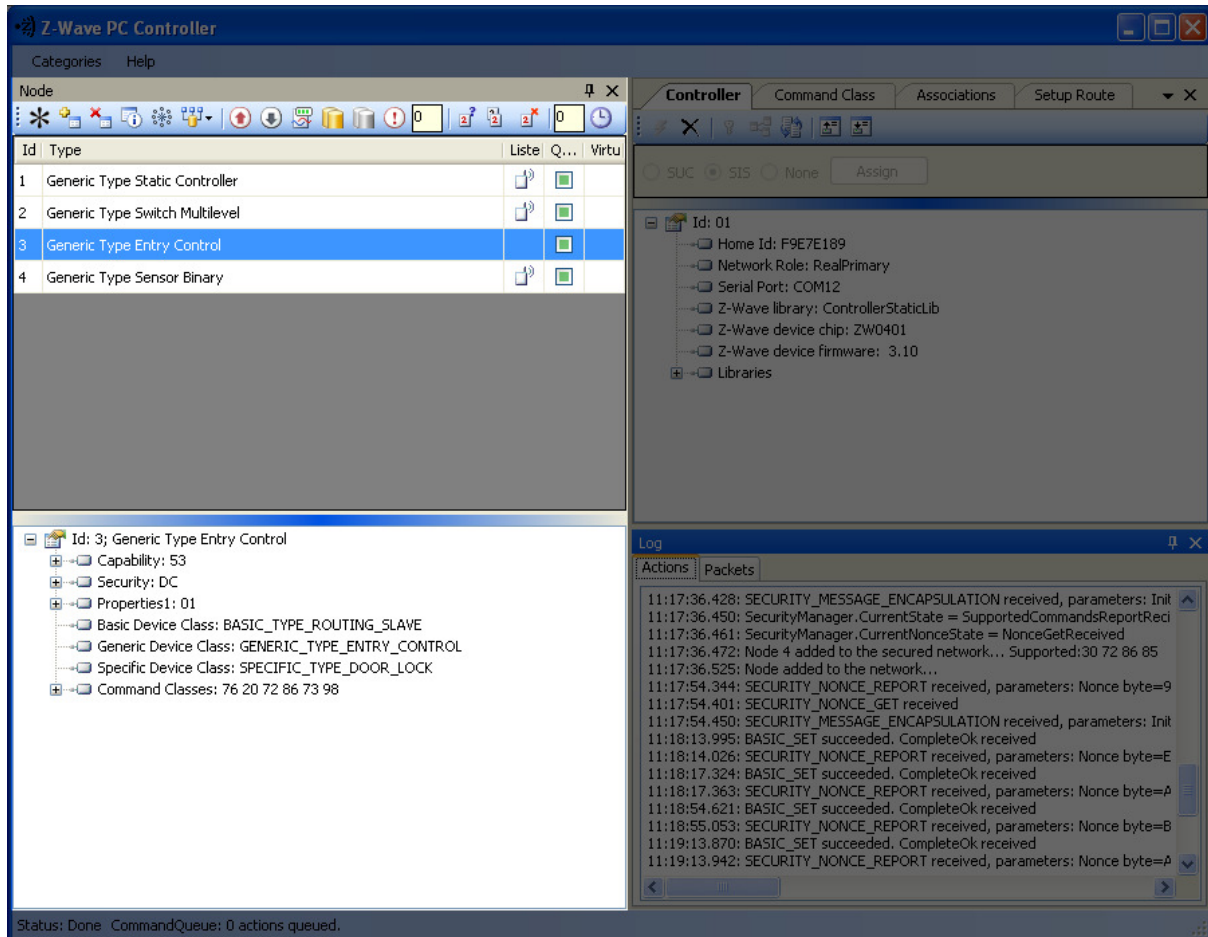 Z-Wave PC Controller
Categories Help
Node
0 0
Id Type Liste Q... Virtu
1 Generic Type Static Controller
2 Generic Type Switch Multilevel
3 Generic Type Entry Control
4 Generic Type Sensor Binary
Id: 3; Generic Type Entry Control
Capability: 53
Security: DC
Properties1: 01
Basic Device Class: BASIC_TYPE_ROUTING_SLAVE
Generic Device Class: GENERIC_TYPE_ENTRY_CONTROL
Specific Device Class: SPECIFIC_TYPE_DOOR_LOCK
Command Classes: 76 20 72 86 73 98
Controller Command Class Associations Setup Route
SUC SIS None Assign
Id: 01
Home Id: F9E7E189
Network Role: RealPrimary
Serial Port: COM12
Z-Wave library: ControllerStaticLib
Z-Wave device chip: ZW0401
Z-Wave device firmware: 3.10
Libraries
Log
Actions Packets
11:17:36.428: SECURITY_MESSAGE_ENCAPSULATION received, parameters: Init
11:17:36.450: SecurityManager.CurrentState = SupportedCommandsReportReci
11:17:36.461: SecurityManager.CurrentNonceState = NonceGetReceived
11:17:36.472: Node 4 added to the secured network... Supported:30 72 86 85
11:17:36.525: Node added to the network...
11:17:54.344: SECURITY_NONCE_REPORT received, parameters: Nonce byte=9
11:17:54.401: SECURITY_NONCE_GET received
11:17:54.450: SECURITY_MESSAGE_ENCAPSULATION received, parameters: Init
11:18:13.995: BASIC_SET succeeded. CompleteOk received
11:18:14.026: SECURITY_NONCE_REPORT received, parameters: Nonce byte=E
11:18:17.324: BASIC_SET succeeded. CompleteOk received
11:18:17.363: SECURITY_NONCE_REPORT received, parameters: Nonce byte=A
11:18:54.621: BASIC_SET succeeded. CompleteOk received
11:18:55.053: SECURITY_NONCE_REPORT received, parameters: Nonce byte=B
11:19:13.870: BASIC_SET succeeded. CompleteOk received
11:19:13.942: SECURITY_NONCE_REPORT received, parameters: Nonce byte=A
Status: Done CommandQueue: 0 actions queued.